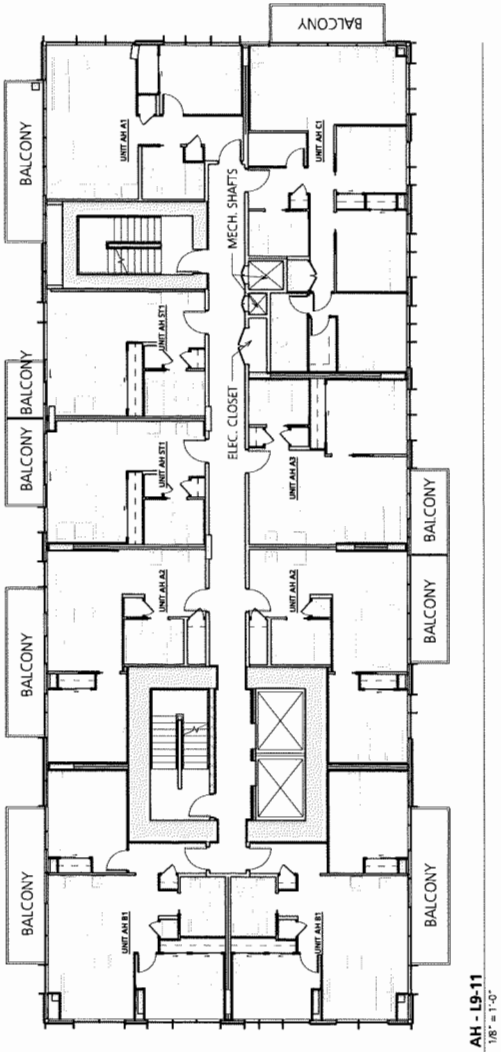 BALCONY
BALCONY
UNIT AH A1
UNIT AH C1
MECH. SHAFTS
UNIT AH ST1
BALCONY
ELEC. CLOSET
BALCONY
UNIT AH ST1
UNIT AH A3
BALCONY
UNIT AH A2
UNIT AH A2
BALCONY
BALCONY
BALCONY
BALCONY
UNIT AH B1
UNIT AH B1
AH - L9-11
1/8" = 1'-0"